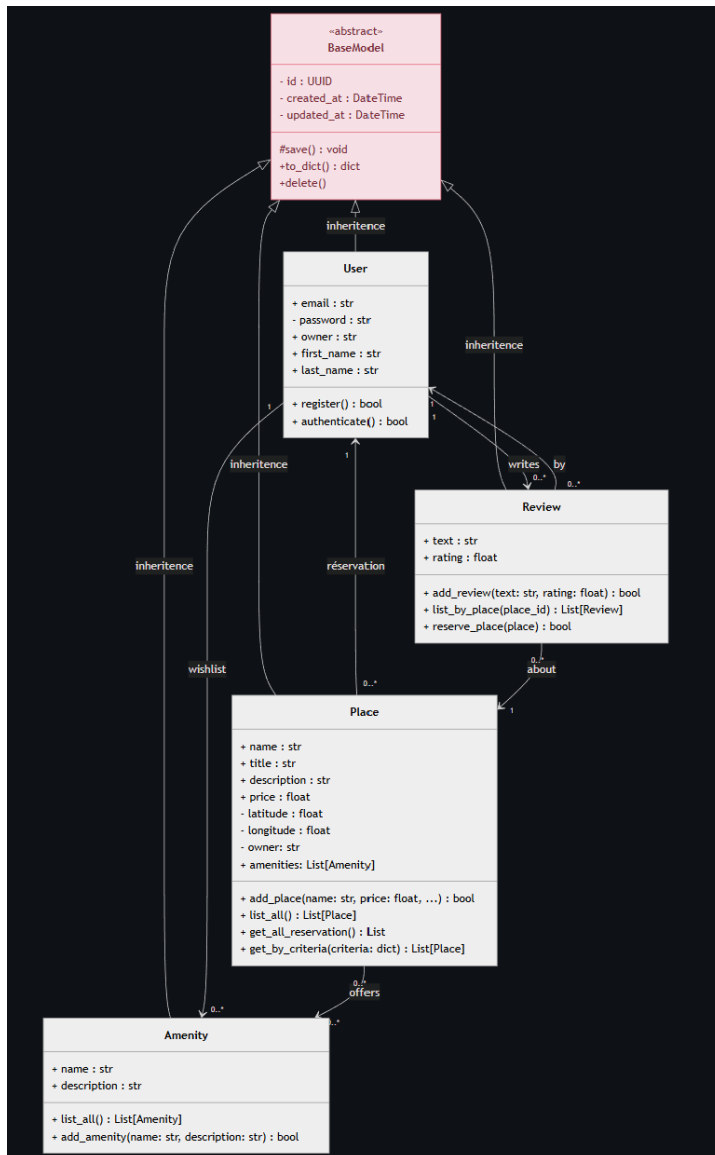 «abstract»
BaseModel
- id : UUID
- created_at : DateTime
- updated_at : DateTime
#save() : void
+to_dict() : dict
+delete()
inheritence
User
+ email : str
- password : str
+ owner : str
+ first_name : str
+ last_name : str
+ register() : bool
+ authenticate() : bool
inheritence
1
1
1
1
inheritence
writes
by
0..*
0..*
Review
+ text : str
+ rating : float
+ add_review(text: str, rating: float) : bool
+ list_by_place(place_id) : List[Review]
+ reserve_place(place) : bool
inheritence
réservation
wishlist
0..*
about
0..*
1
Place
+ name : str
+ title : str
+ description : str
+ price : float
- latitude : float
- longitude : float
- owner: str
+ amenities: List[Amenity]
+ add_place(name: str, price: float, ...) : bool
+ list_all() : List[Place]
+ get_all_reservation() : List
+ get_by_criteria(criteria: dict) : List[Place]
0..*
offers
0..*
0..*
Amenity
+ name : str
+ description : str
+ list_all() : List[Amenity]
+ add_amenity(name: str, description: str) : bool